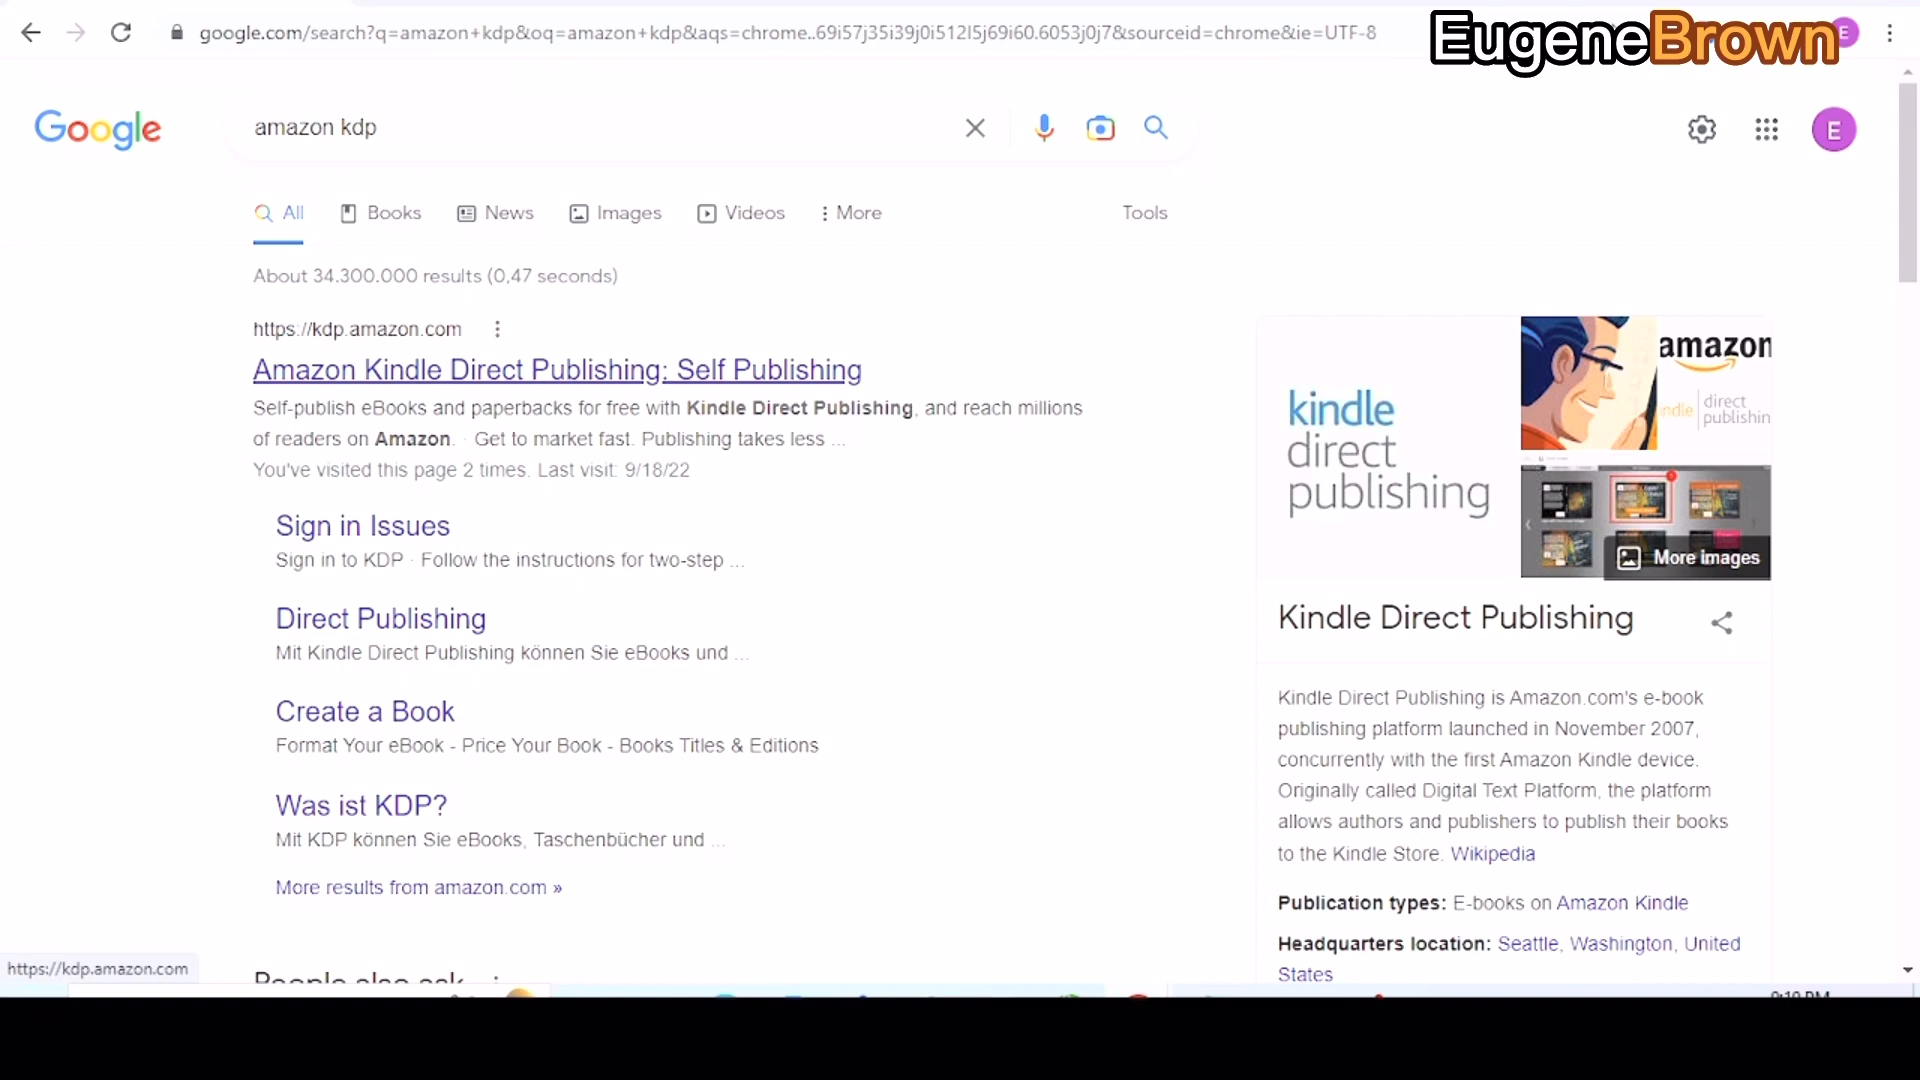 google.com/search?q=amazon+kdp&oq=amazon+kdp&aqs=chrome..69i57j35i39j0i512l5j69i60.6053j0j7&sourceid=chrome&ie=UTF-8
EugeneBrown
E
Google
amazon kdp
E
All
Books
News
Images
Videos
More
Tools
About 34.300.000 results (0,47 seconds)
https://kdp.amazon.com
Amazon Kindle Direct Publishing: Self Publishing
Self-publish eBooks and paperbacks for free with Kindle Direct Publishing, and reach millions
of readers on Amazon. · Get to market fast. Publishing takes less ...
You've visited this page 2 times. Last visit: 9/18/22
Sign in Issues
Sign in to KDP · Follow the instructions for two-step ...
Direct Publishing
Mit Kindle Direct Publishing können Sie eBooks und ...
Create a Book
Format Your eBook - Price Your Book - Books Titles & Editions
Was ist KDP?
Mit KDP können Sie eBooks, Taschenbücher und ...
More results from amazon.com »
People also ask
https://kdp.amazon.com
kindle
direct
publishing
amazon
direct
More images
Kindle Direct Publishing
Kindle Direct Publishing is Amazon.com's e-book
publishing platform launched in November 2007,
concurrently with the first Amazon Kindle device.
Originally called Digital Text Platform, the platform
allows authors and publishers to publish their books
to the Kindle Store. Wikipedia
Publication types: E-books on Amazon Kindle
Headquarters location: Seattle, Washington, United
States